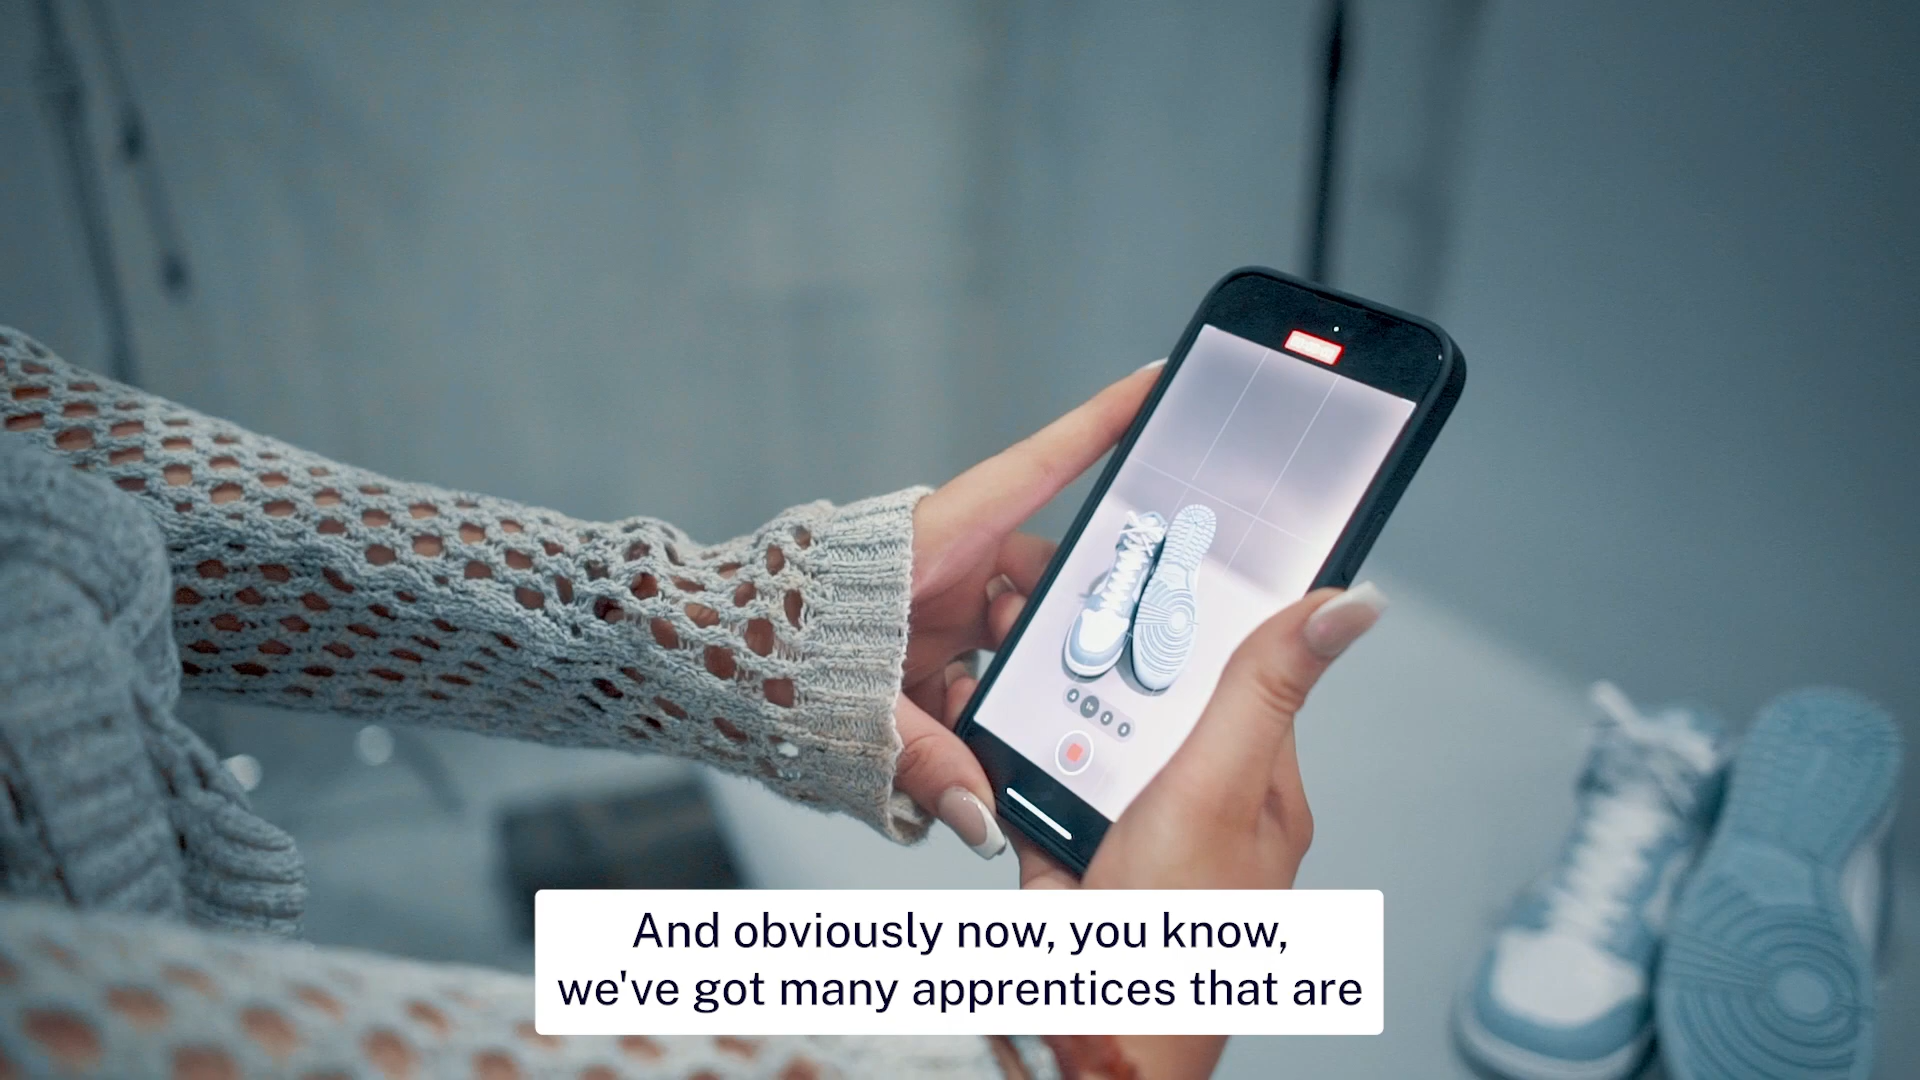 And obviously now, you know,
we've got many apprentices that are